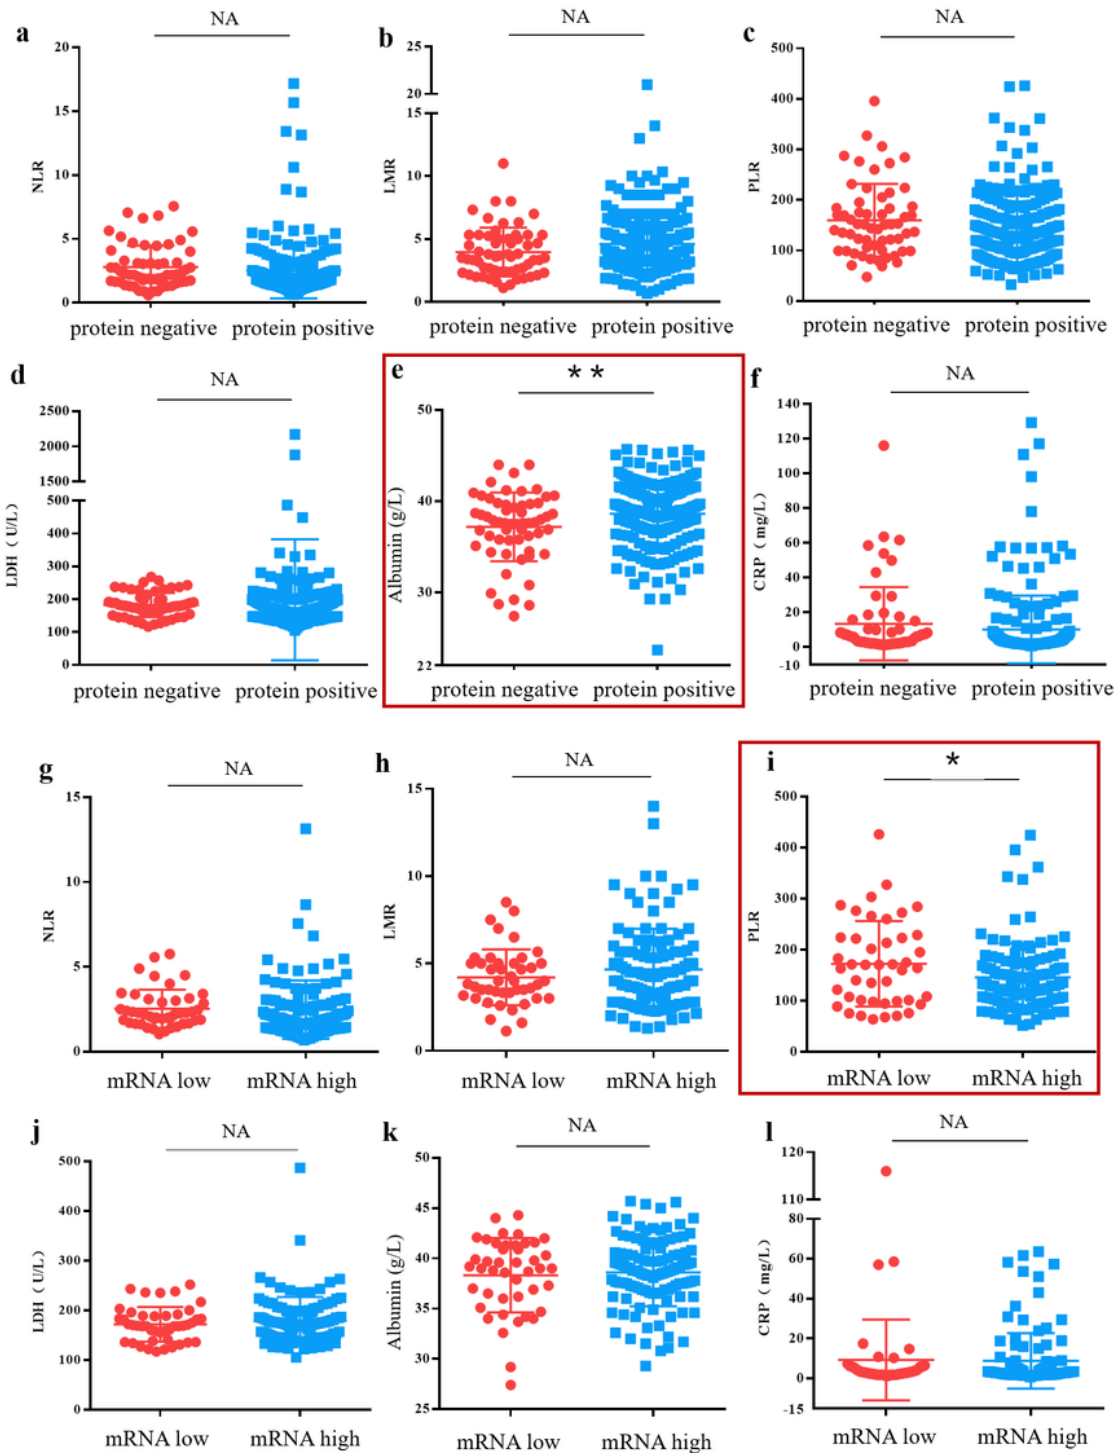 a
NA
20
15
10
5
0
NLR
protein negative protein positive
b
NA
25
20
15
10
5
0
LMR
protein negative protein positive
c
NA
500
400
300
200
100
0
PLR
protein negative protein positive
d
NA
2500
2000
1500
500
400
300
200
100
0
LDH（U/L）
protein negative protein positive
e
**
50
40
30
22
Albumin (g/L)
protein negative protein positive
f
NA
140
120
100
80
60
40
20
0
-10
CRP（mg/L）
protein negative protein positive
g
NA
15
10
5
0
NLR
mRNA low mRNA high
h
NA
15
10
5
0
LMR
mRNA low mRNA high
i
*
500
400
300
200
100
0
PLR
mRNA low mRNA high
j
NA
500
400
300
200
100
0
LDH（U/L）
mRNA low mRNA high
k
NA
50
45
40
35
30
25
Albumin (g/L)
mRNA low mRNA high
l
NA
120
110
80
60
40
20
0
-15
CRP（mg/L）
mRNA low mRNA high